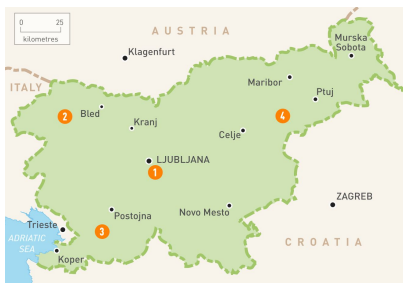 0 25
kilometres
AUSTRIA
Klagenfurt
Murska
Sobota
ITALY
Maribor
Ptuj
Bled
2
Kranj
4
Celje
LJUBLJANA
1
Postojna
Novo Mesto
ZAGREB
Trieste
3
ADRIATIC
SEA
CROATIA
Koper